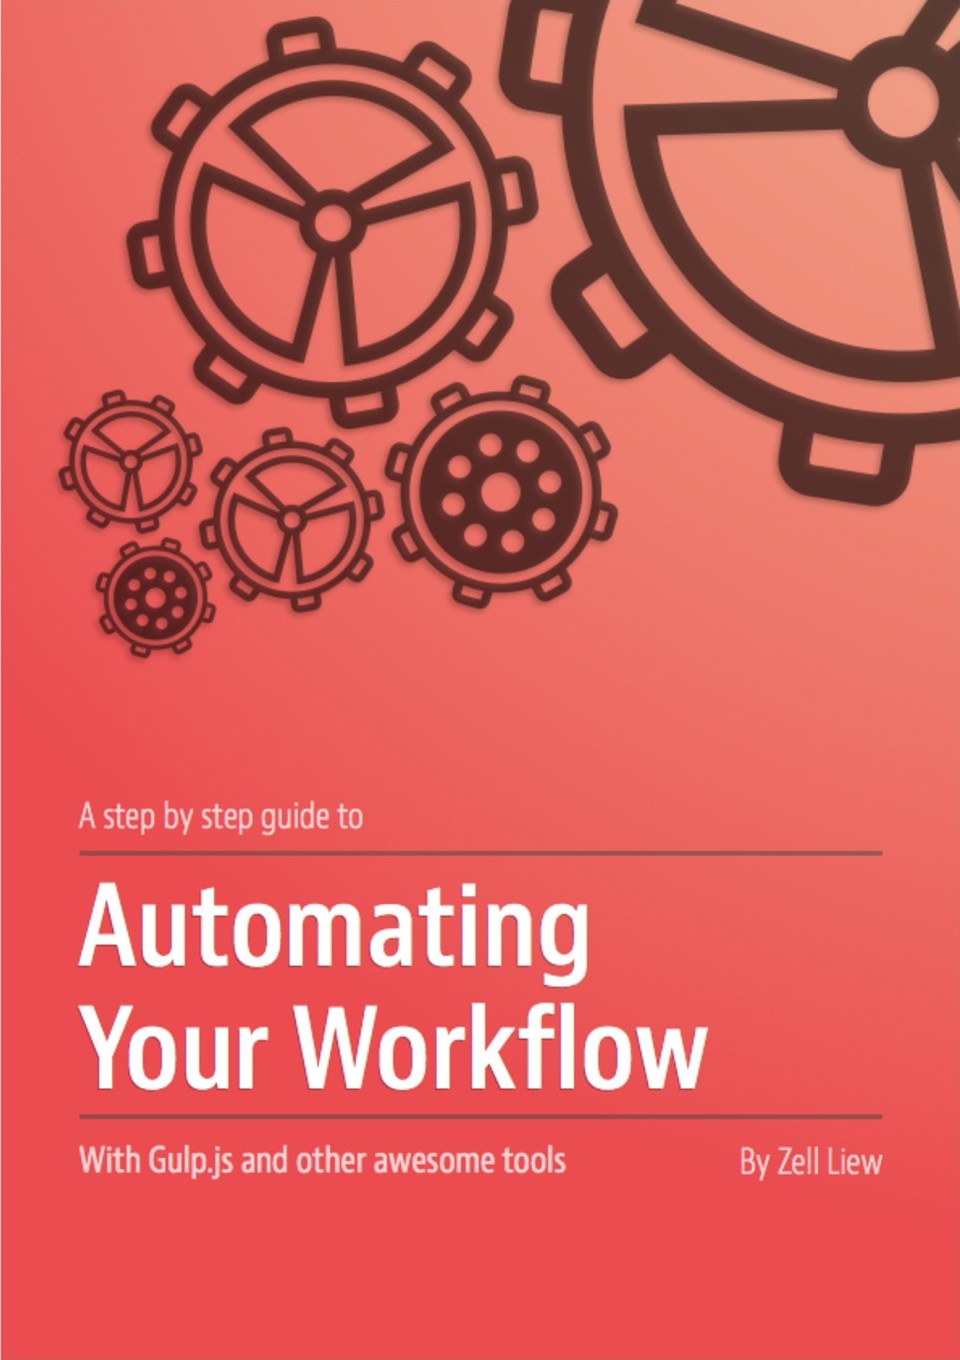 A step by step guide to
Automating
Your Workflow
With Gulp.js and other awesome tools
By Zell Liew